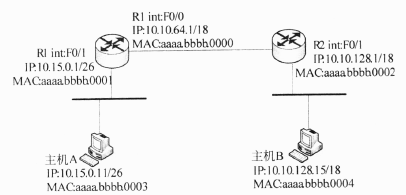 R1 int:F0/0
IP:10.10.64.1/18
MAC:aaaa.bbbb.0000
R1 int:F0/1
IP:10.15.0.1/26
MAC:aaaa.bbbb.0001
R2 int:F0/1
IP:10.10.128.1/18
MAC:aaaa.bbbb.0002
主机A
IP:10.15.0.11/26
MAC:aaaa.bbbb.0003
主机B
IP:10.10.128.15/18
MAC:aaaa.bbbb.0004